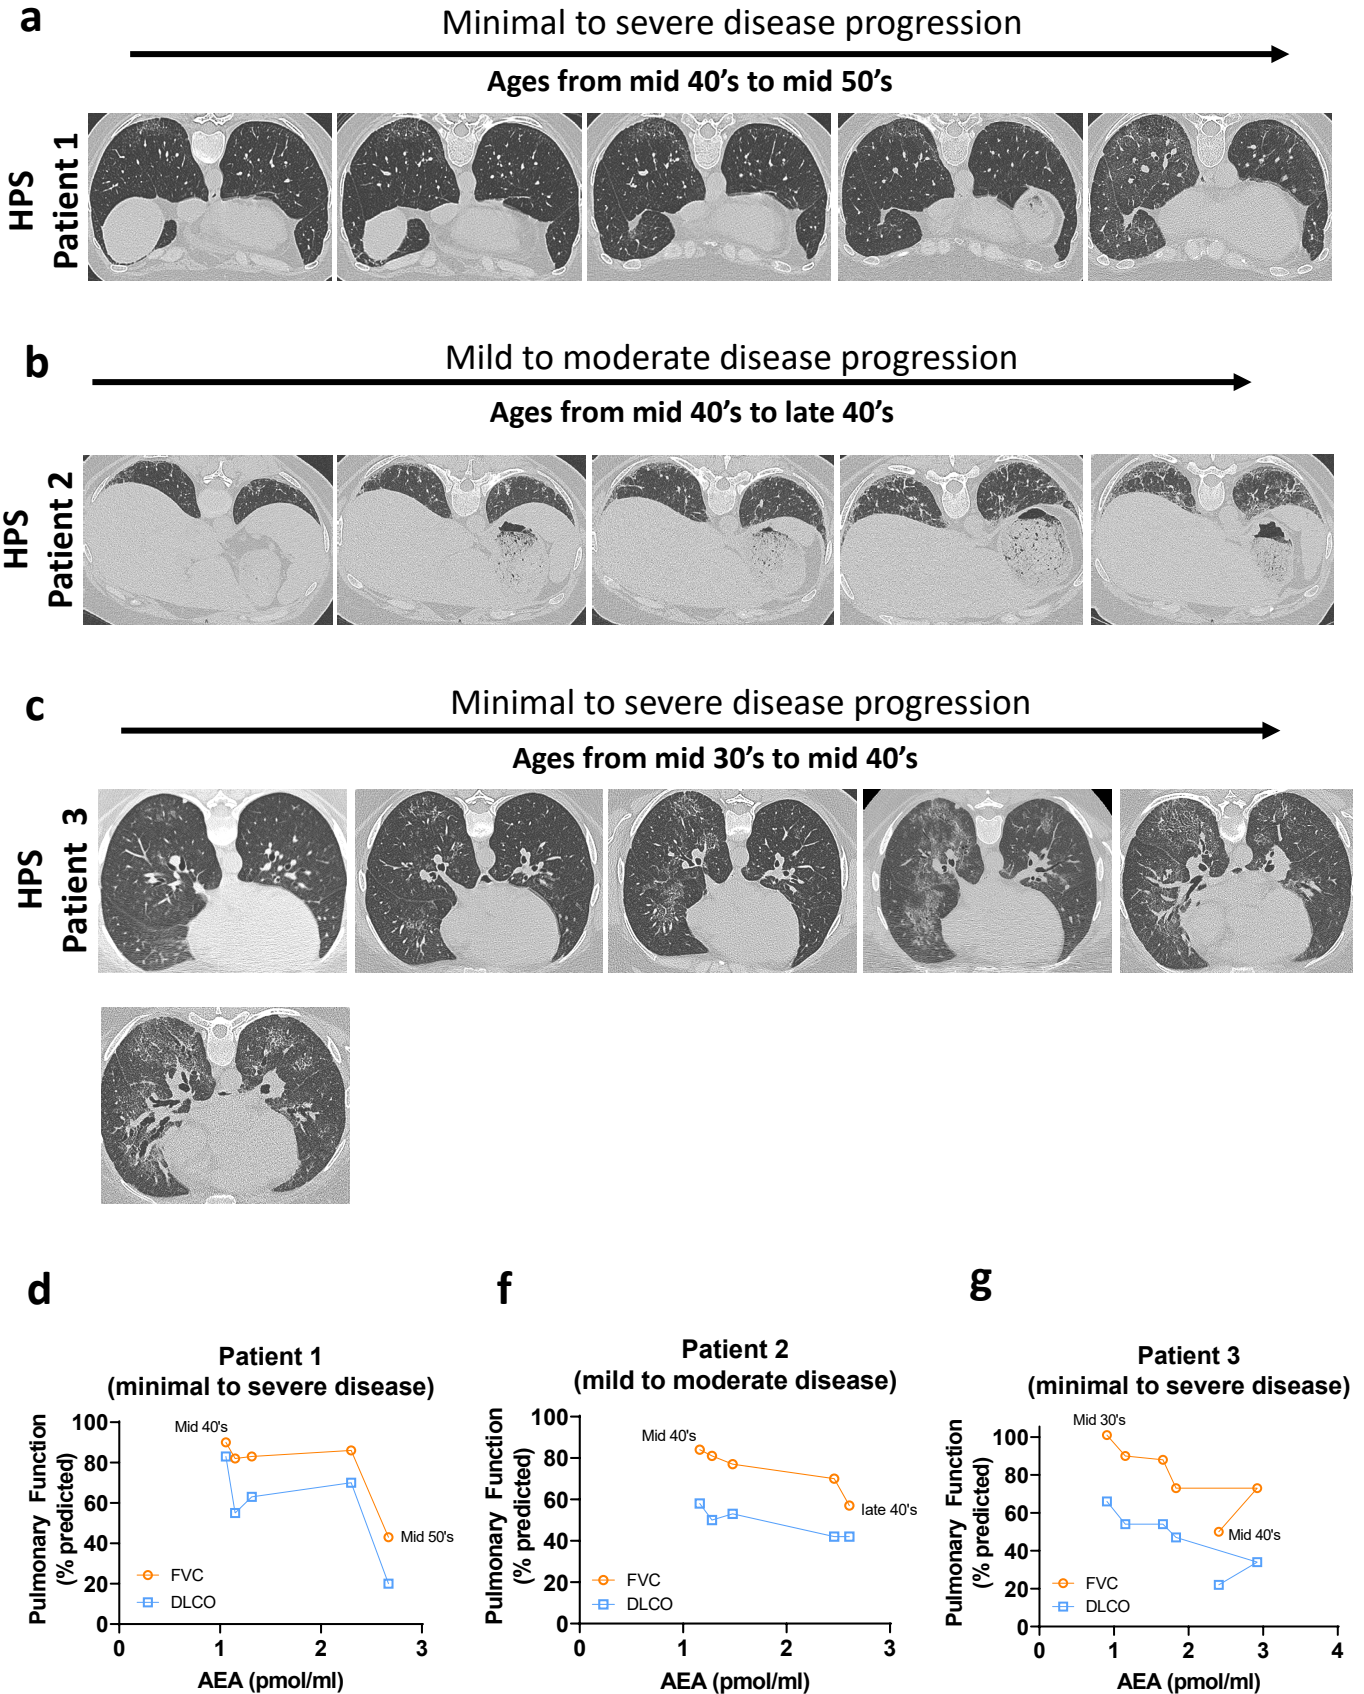 a
Minimal to severe disease progression
Ages from mid 40's to mid 50's
HPS
Patient 1
b
Mild to moderate disease progression
Ages from mid 40's to late 40's
HPS
Patient 2
c
Minimal to severe disease progression
Ages from mid 30's to mid 40's
HPS
Patient 3
d
Patient 1
(minimal to severe disease)
Pulmonary Function
(% predicted)
100
80
60
40
20
0
Mid 40's
Mid 50's
FVC
DLCO
0
1
2
3
AEA (pmol/ml)
f
Patient 2
(mild to moderate disease)
Pulmonary Function
(% predicted)
100
80
60
40
20
0
Mid 40's
late 40's
FVC
DLCO
0
1
2
3
AEA (pmol/ml)
g
Patient 3
(minimal to severe disease)
Pulmonary Function
(% predicted)
100
80
60
40
20
0
Mid 30's
Mid 40's
FVC
DLCO
0
1
2
3
4
AEA (pmol/ml)